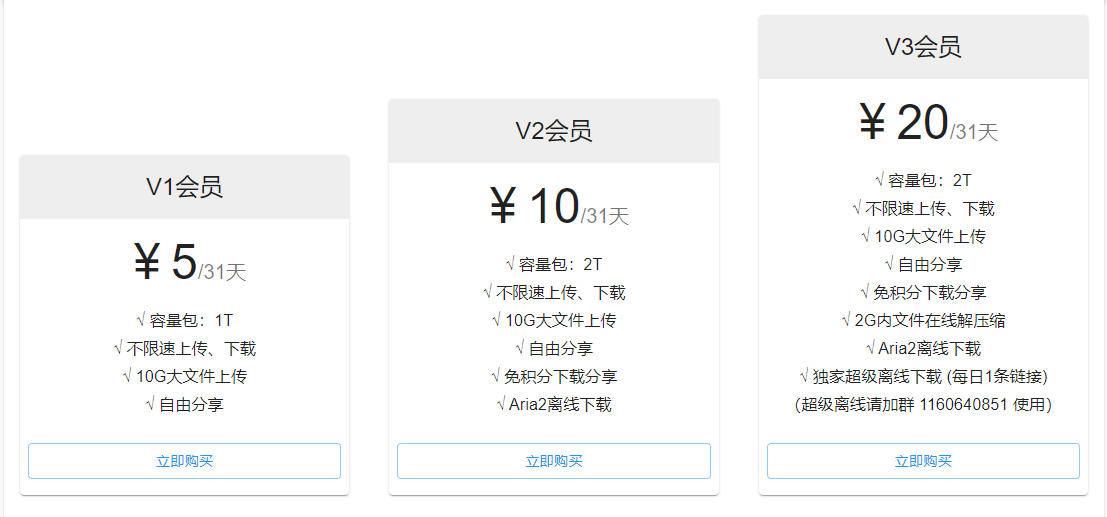 V1会员
¥ 5/31天
√ 容量包：1T
√ 不限速上传、下载
√ 10G大文件上传
√ 自由分享
立即购买
V2会员
¥ 10/31天
√ 容量包：2T
√ 不限速上传、下载
√ 10G大文件上传
√ 自由分享
√ 免积分下载分享
√ Aria2离线下载
立即购买
V3会员
¥ 20/31天
√ 容量包：2T
√ 不限速上传、下载
√ 10G大文件上传
√ 自由分享
√ 免积分下载分享
√ 2G内文件在线解压缩
√ Aria2离线下载
√ 独家超级离线下载 (每日1条链接)
（超级离线请加群 1160640851 使用）
立即购买